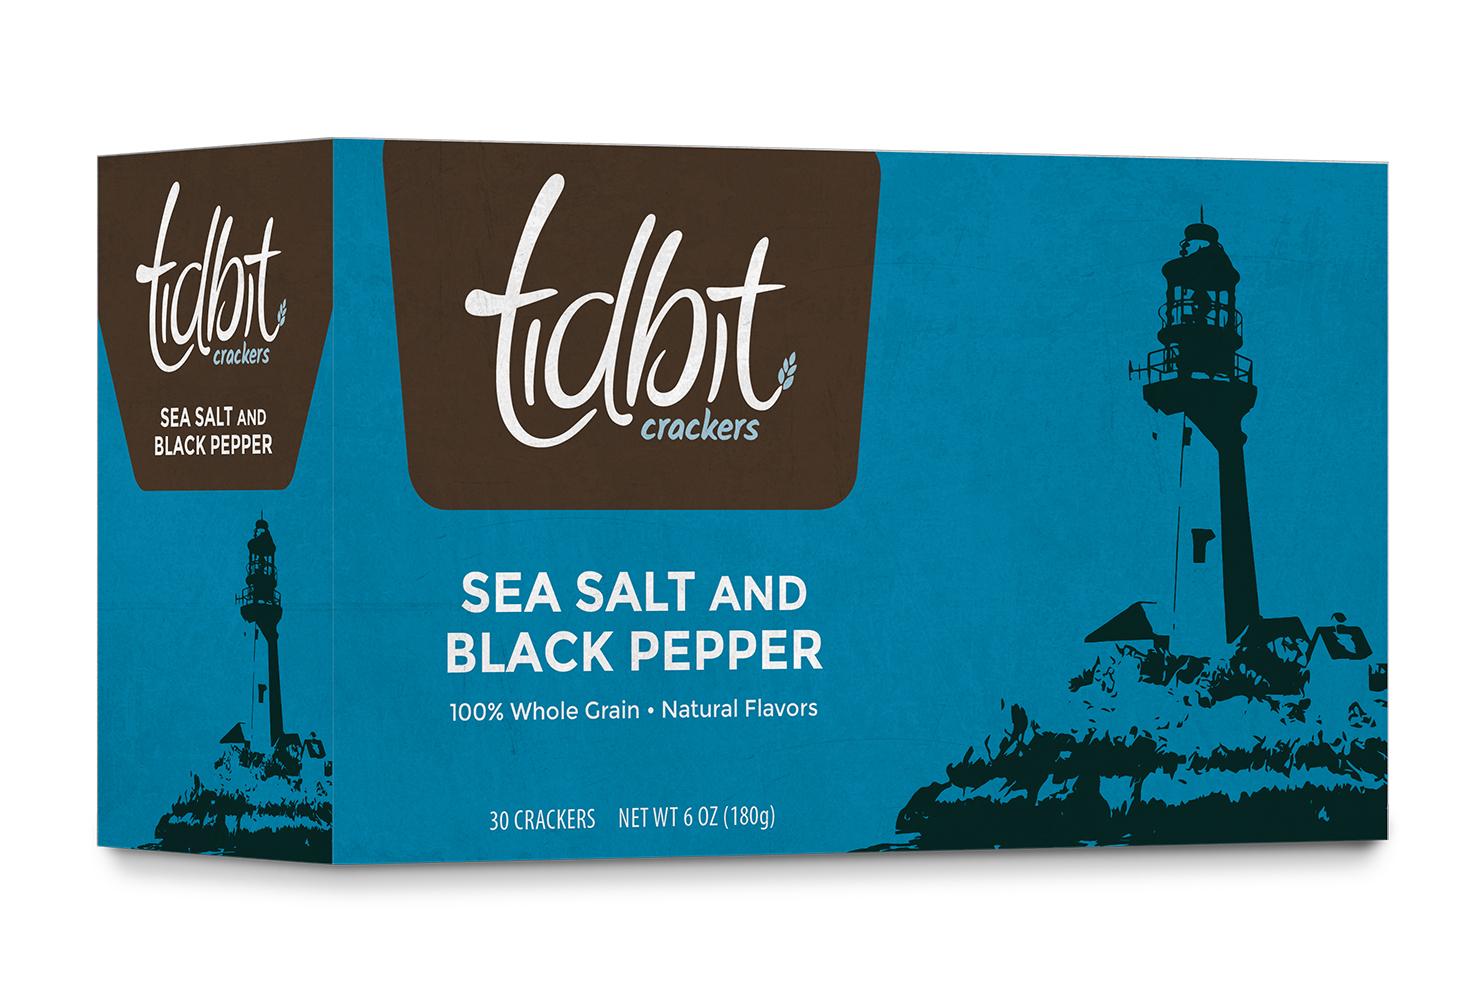 tidbit
crackers
SEA SALT AND
BLACK PEPPER
tidbit
crackers
SEA SALT AND
BLACK PEPPER
100% Whole Grain • Natural Flavors
30 CRACKERS NET WT 6 OZ (180g)